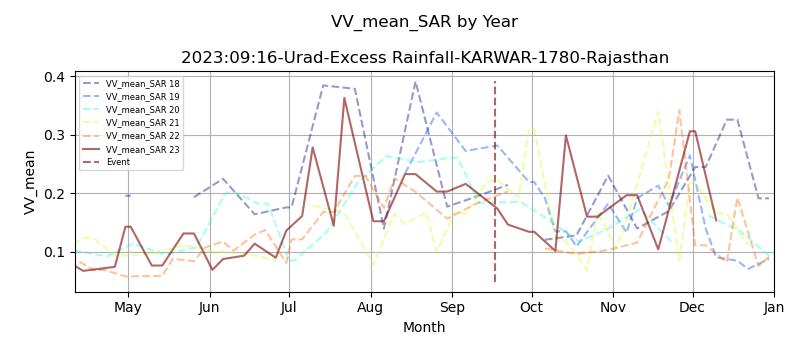 VV_mean_SAR by Year
2023:09:16-Urad-Excess Rainfall-KARWAR-1780-Rajasthan
VV_mean_SAR 18
VV_mean_SAR 19
VV_mean_SAR 20
VV_mean_SAR 21
VV_mean_SAR 22
VV_mean_SAR 23
Event
0.4
0.3
0.2
0.1
VV_mean
May Jun Jul Aug Sep Oct Nov Dec Jan
Month